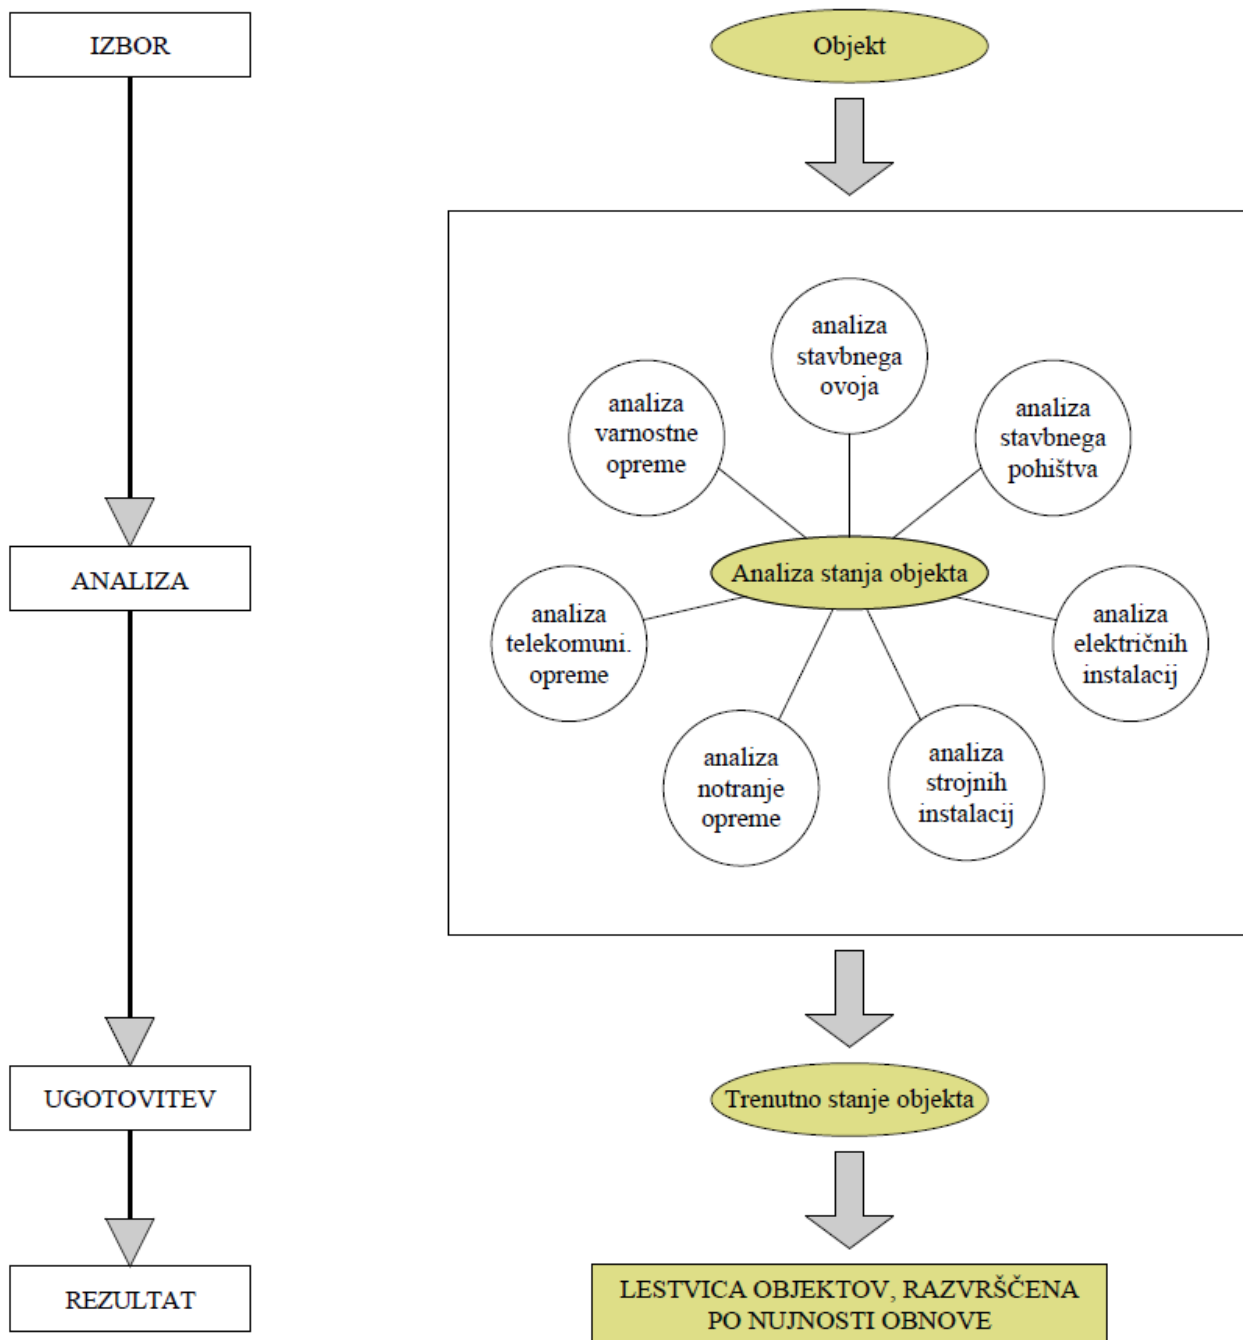 IZBOR
Objekt
analiza
stavbnega
ovoja
analiza
varnostne
opreme
analiza
stavbnega
pohištva
ANALIZA
Analiza stanja objekta
analiza
telekomuni.
opreme
analiza
električnih
instalacij
analiza
notranje
opreme
analiza
strojnih
instalacij
UGOTOVITEV
Trenutno stanje objekta
REZULTAT
LESTVICA OBJEKTOV, RAZVRŠČENA
PO NUJNOSTI OBNOVE